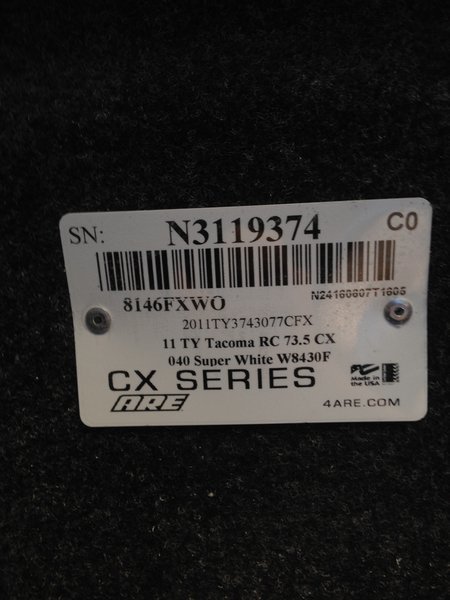 SN: N3119374 C0
8146FXWO N24160607T1605
2011TY3743077CFX
11 TY Tacoma RC 73.5 CX
040 Super White W8430F
CX SERIES
Made in the USA
ARE 4ARE.COM